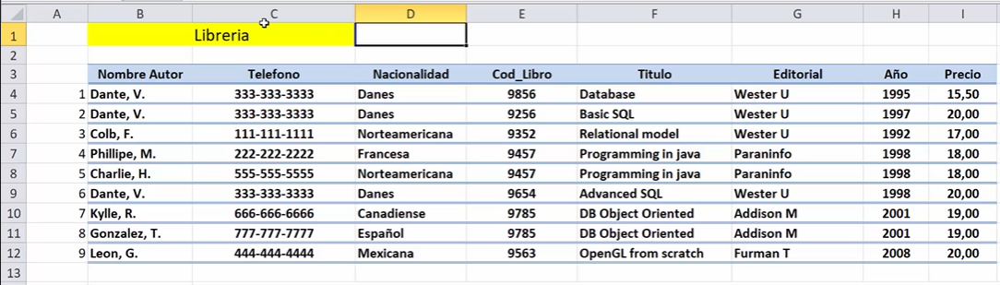 A B C D E F G H I
1 Libreria
2
3 Nombre Autor Telefono Nacionalidad Cod_Libro Titulo Editorial Año Precio
4 1 Dante, V. 333-333-3333 Danes 9856 Database Wester U 1995 15,50
5 2 Dante, V. 333-333-3333 Danes 9256 Basic SQL Wester U 1997 20,00
6 3 Colb, F. 111-111-1111 Norteamericana 9352 Relational model Wester U 1992 17,00
7 4 Phillipe, M. 222-222-2222 Francesa 9457 Programming in java Paraninfo 1998 18,00
8 5 Charlie, H. 555-555-5555 Norteamericana 9457 Programming in java Paraninfo 1998 18,00
9 6 Dante, V. 333-333-3333 Danes 9654 Advanced SQL Wester U 1998 20,00
10 7 Kylle, R. 666-666-6666 Canadiense 9785 DB Object Oriented Addison M 2001 19,00
11 8 Gonzalez, T. 777-777-7777 Español 9785 DB Object Oriented Addison M 2001 19,00
12 9 Leon, G. 444-444-4444 Mexicana 9563 OpenGL from scratch Furman T 2008 20,00
13